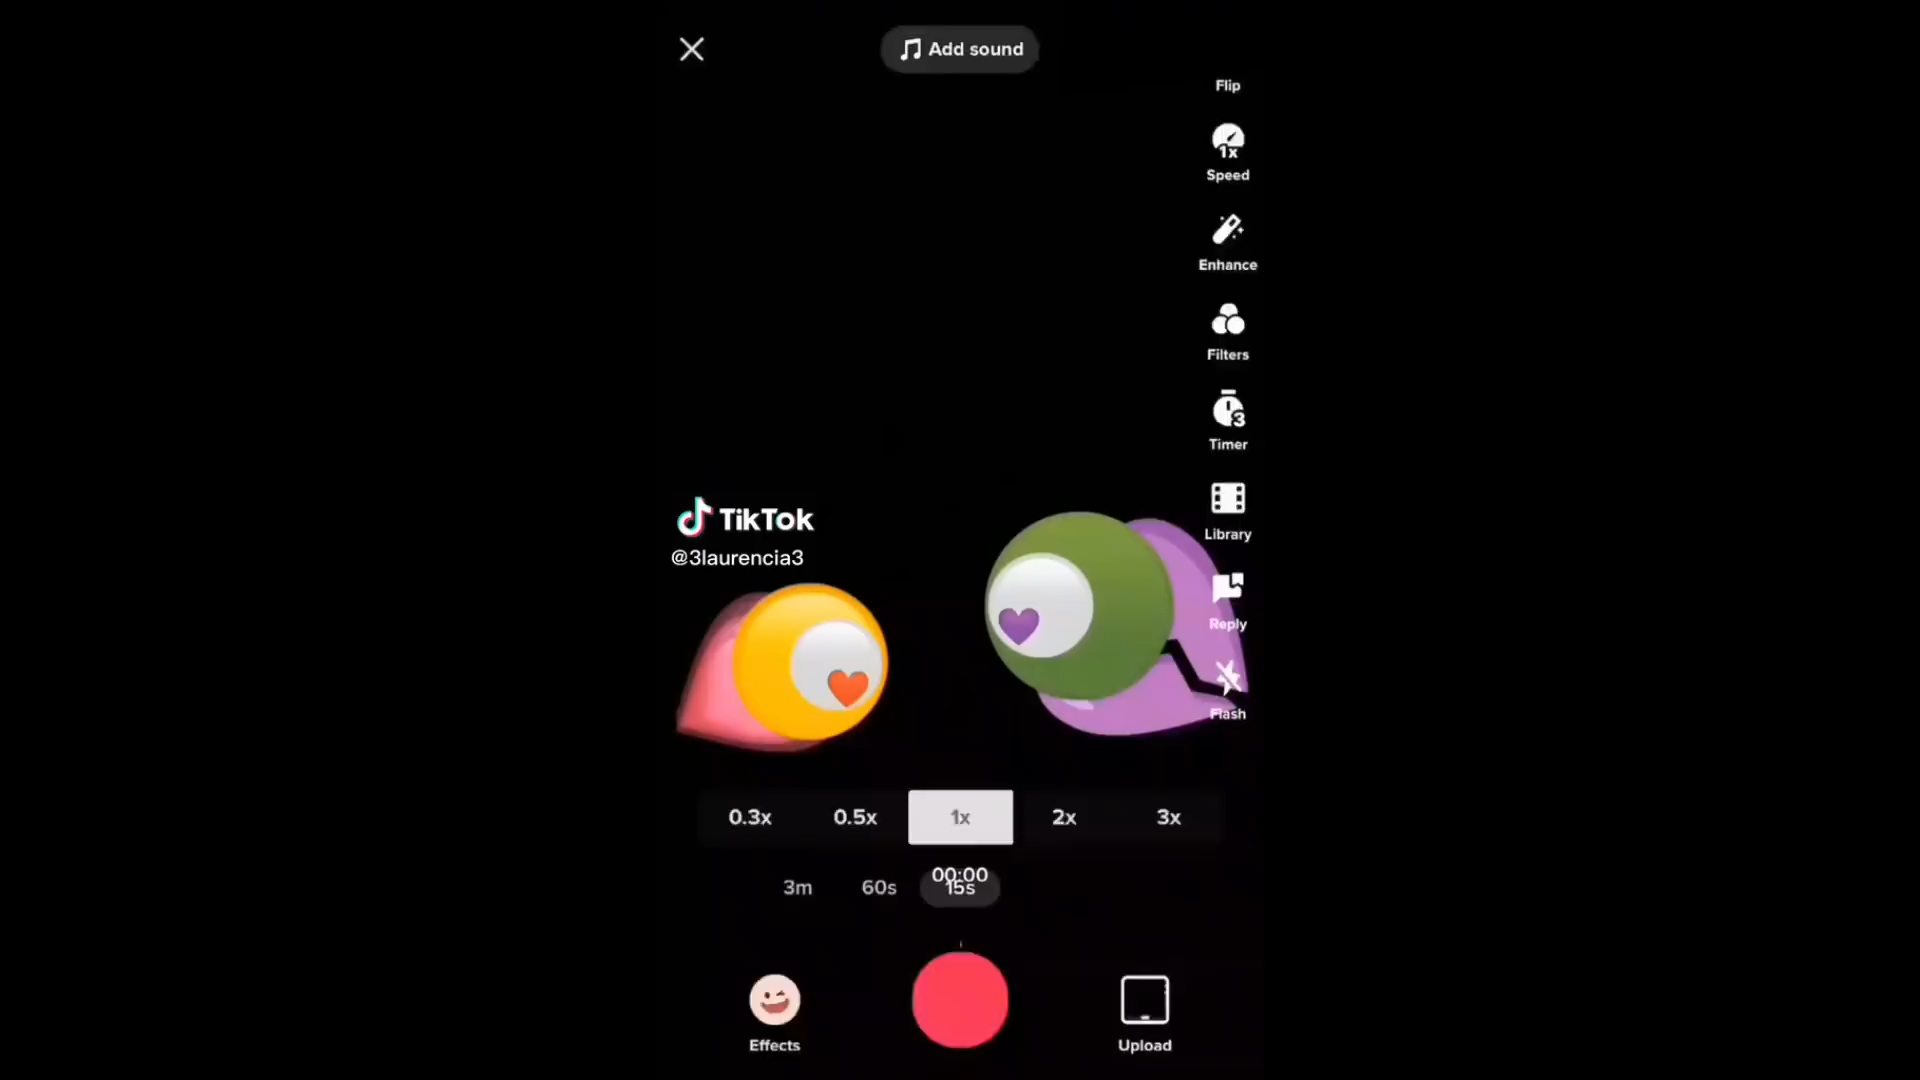 Add sound
Flip
1x
Speed
Enhance
Filters
3
Timer
Library
Reply
Flash
TikTok
@3laurencia3
0.3x 0.5x 1x 2x 3x
00:00
3m 60s 15s
Effects
Upload